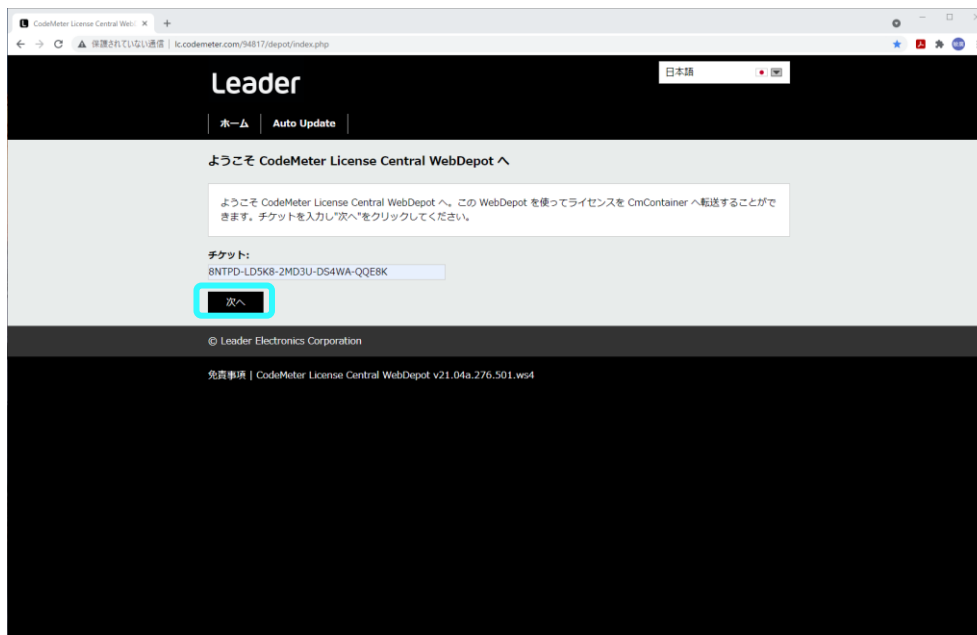 CodeMeter License Central Web
保護されていない通信 | lc.codemeter.com/94817/depot/index.php
Leader
日本語
ホーム
Auto Update
ようこそ CodeMeter License Central WebDepot へ
ようこそ CodeMeter License Central WebDepot へ。この WebDepot を使ってライセンスを CmContainer へ転送することがで
きます。チケットを入力し"次へ"をクリックしてください。
チケット:
8NTPD-LD5K8-2MD3U-DS4WA-QQE8K
次へ
© Leader Electronics Corporation
免責事項 | CodeMeter License Central WebDepot v21.04a.276.501.ws4